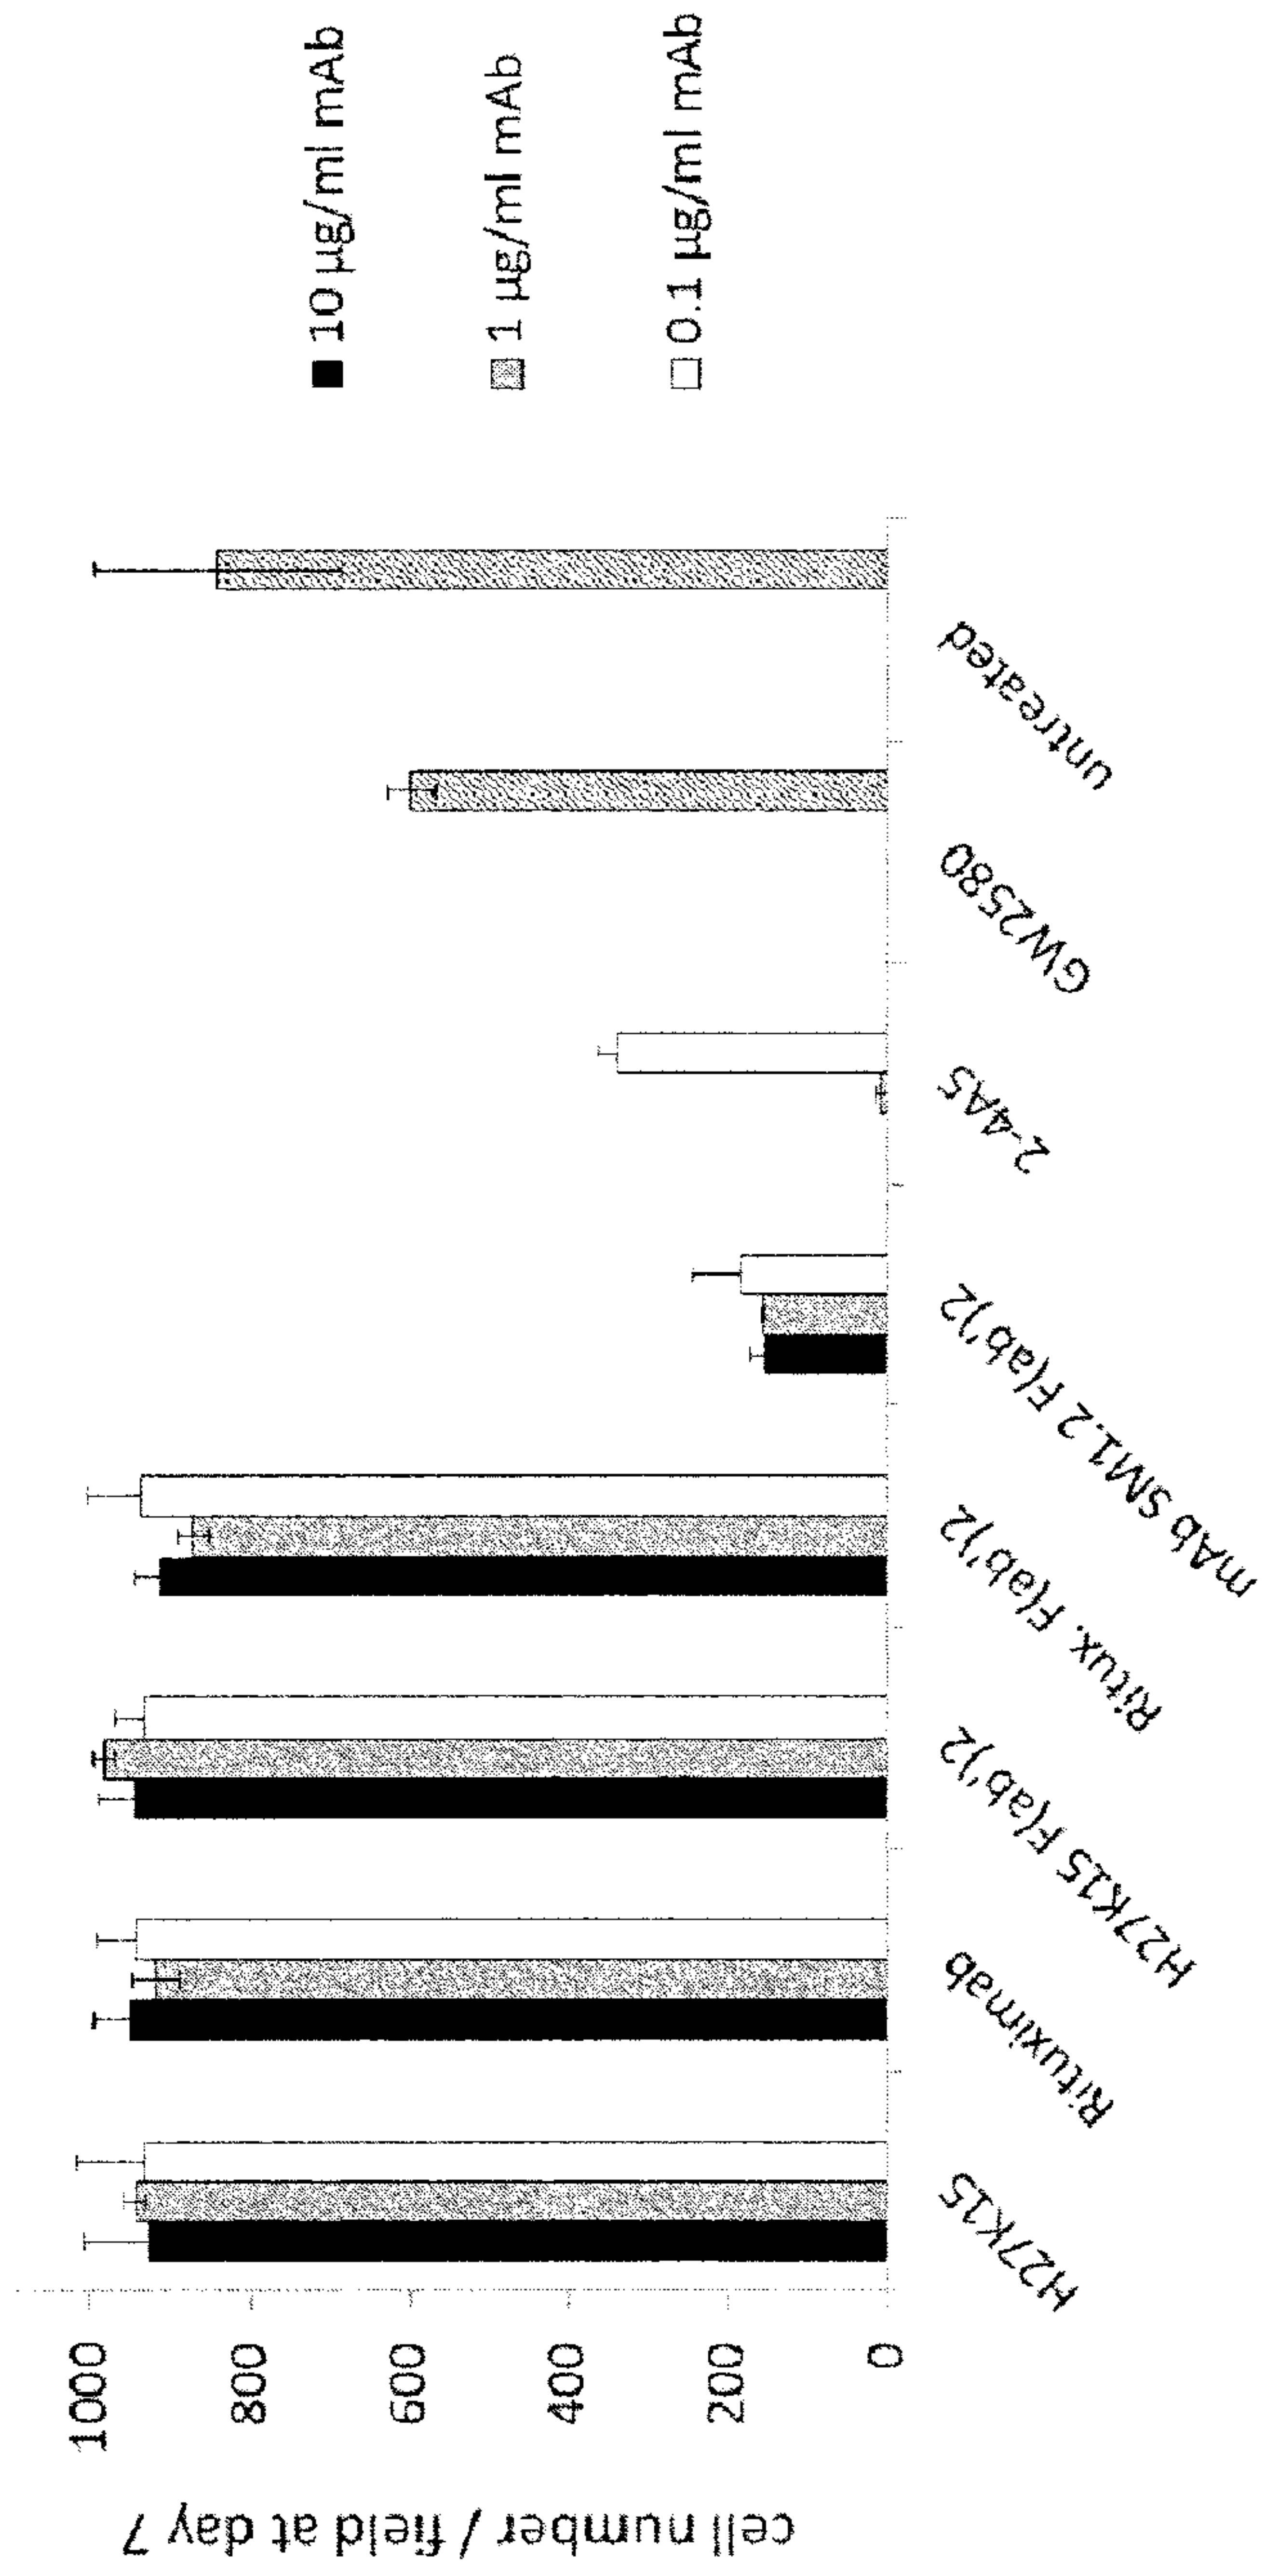 cell number / field at day 7
1000
800
600
400
200
0
H27K15
Rituximab
H27K15 F(ab')2
Ritux. F(ab')2
mAb SM1.2 F(ab')2
2-4A5
GW2580
untreated
10 µg/ml mAb
1 µg/ml mAb
0.1 µg/ml mAb